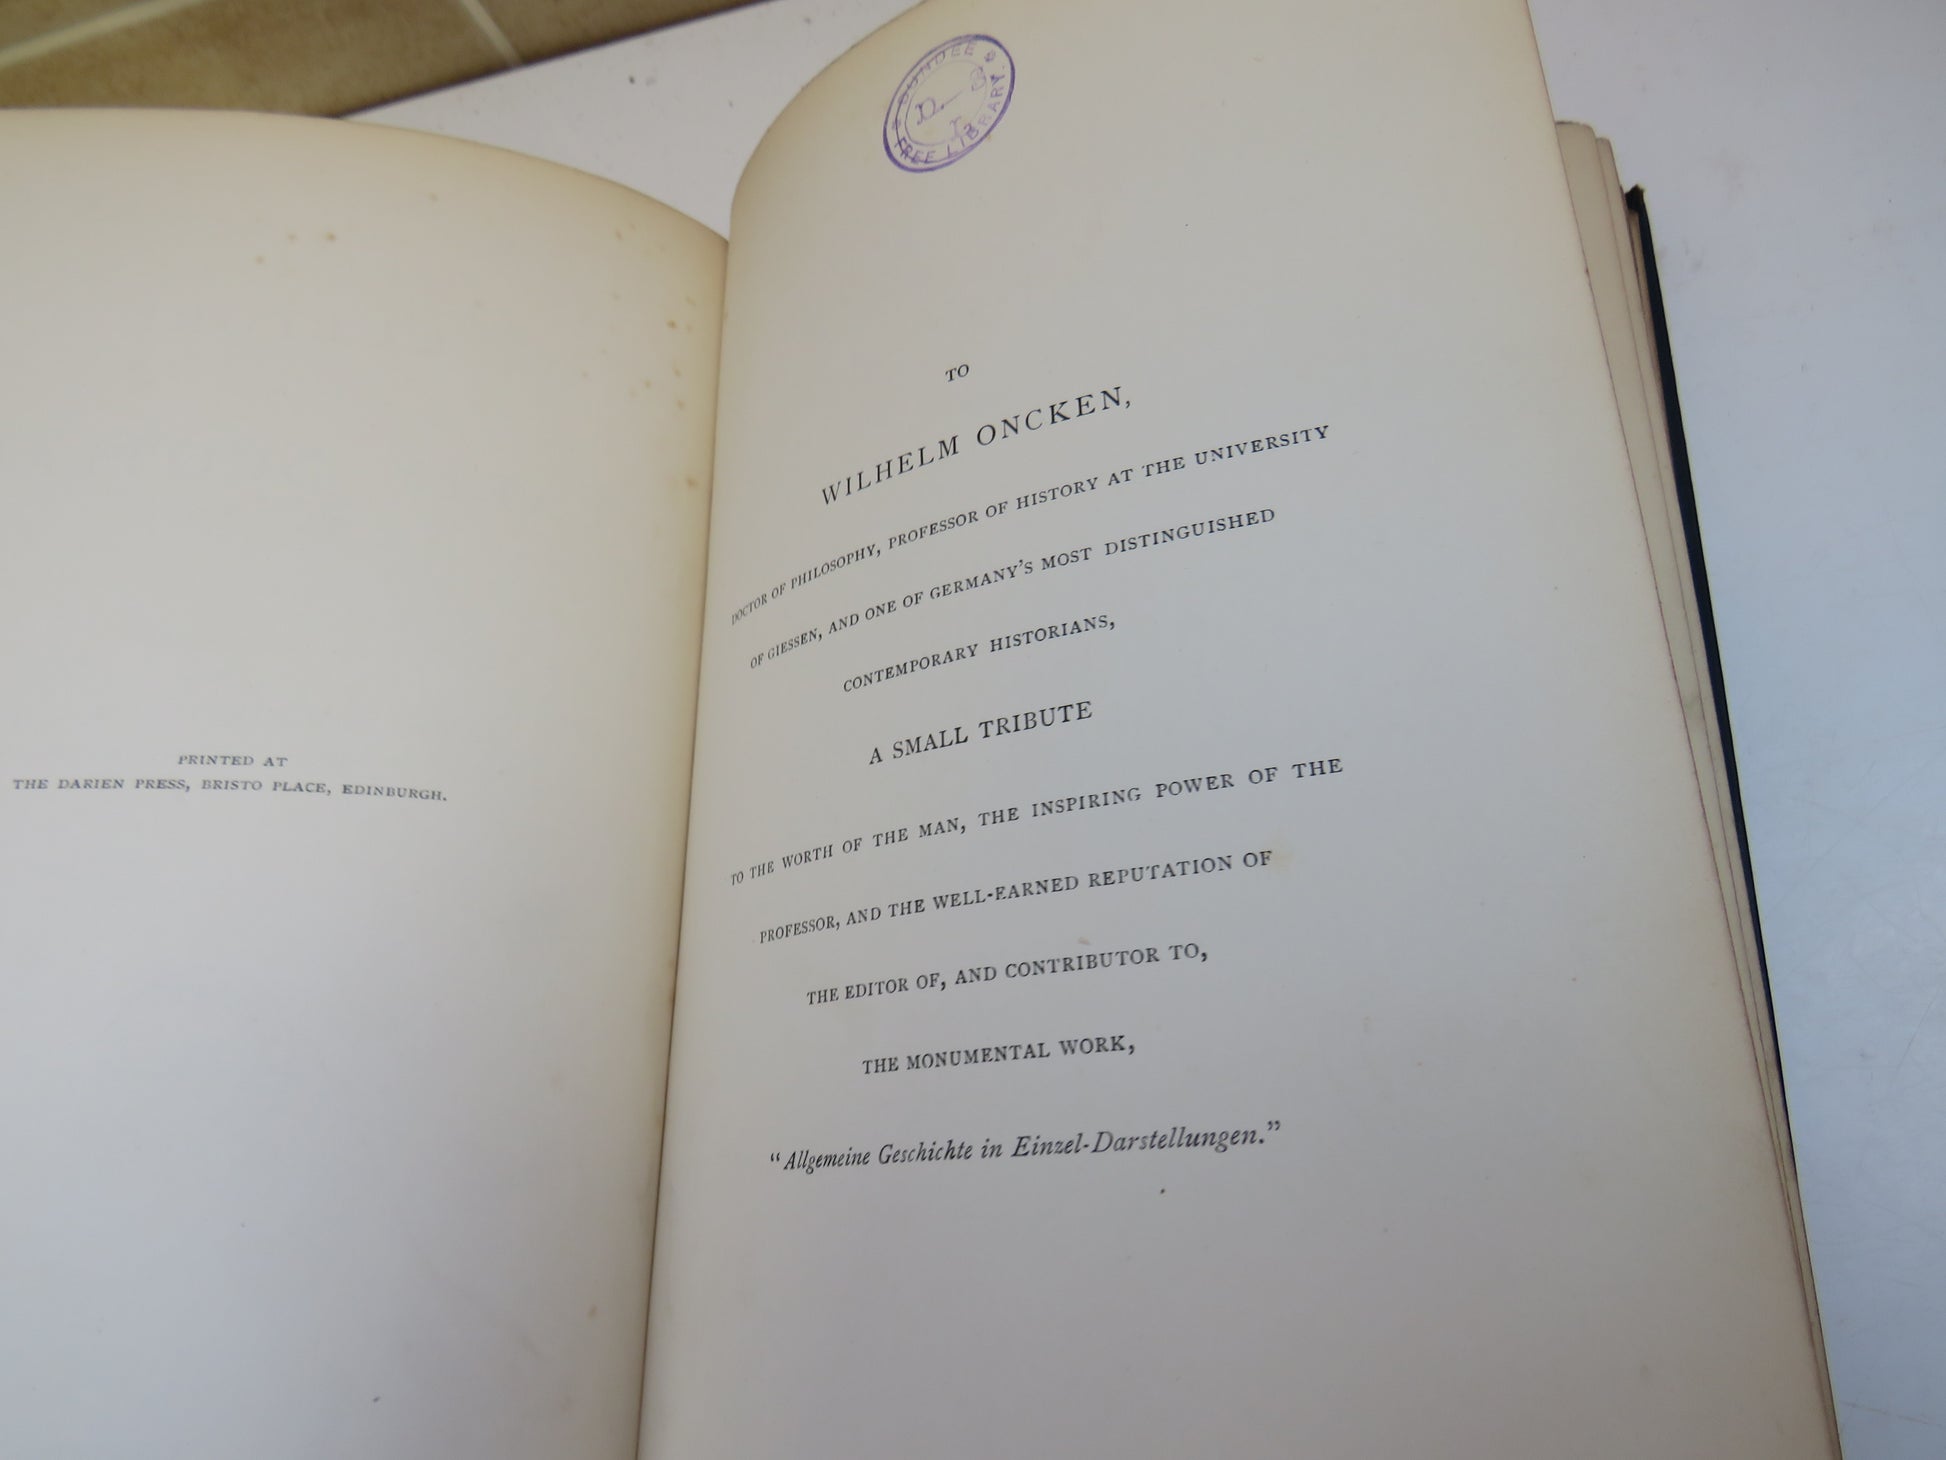 PRINTED AT
THE DARIEN PRESS, BRISTO PLACE, EDINBURGH.
DUNDEE
FREE LIBRARY
TO
WILHELM ONCKEN,
DOCTOR OF PHILOSOPHY, PROFESSOR OF HISTORY AT THE UNIVERSITY
OF GIESSEN, AND ONE OF GERMANY'S MOST DISTINGUISHED
CONTEMPORARY HISTORIANS,
A SMALL TRIBUTE
TO THE WORTH OF THE MAN, THE INSPIRING POWER OF THE
PROFESSOR, AND THE WELL-EARNED REPUTATION OF
THE EDITOR OF, AND CONTRIBUTOR TO,
THE MONUMENTAL WORK,
"Allgemeine Geschichte in Einzel-Darstellungen."